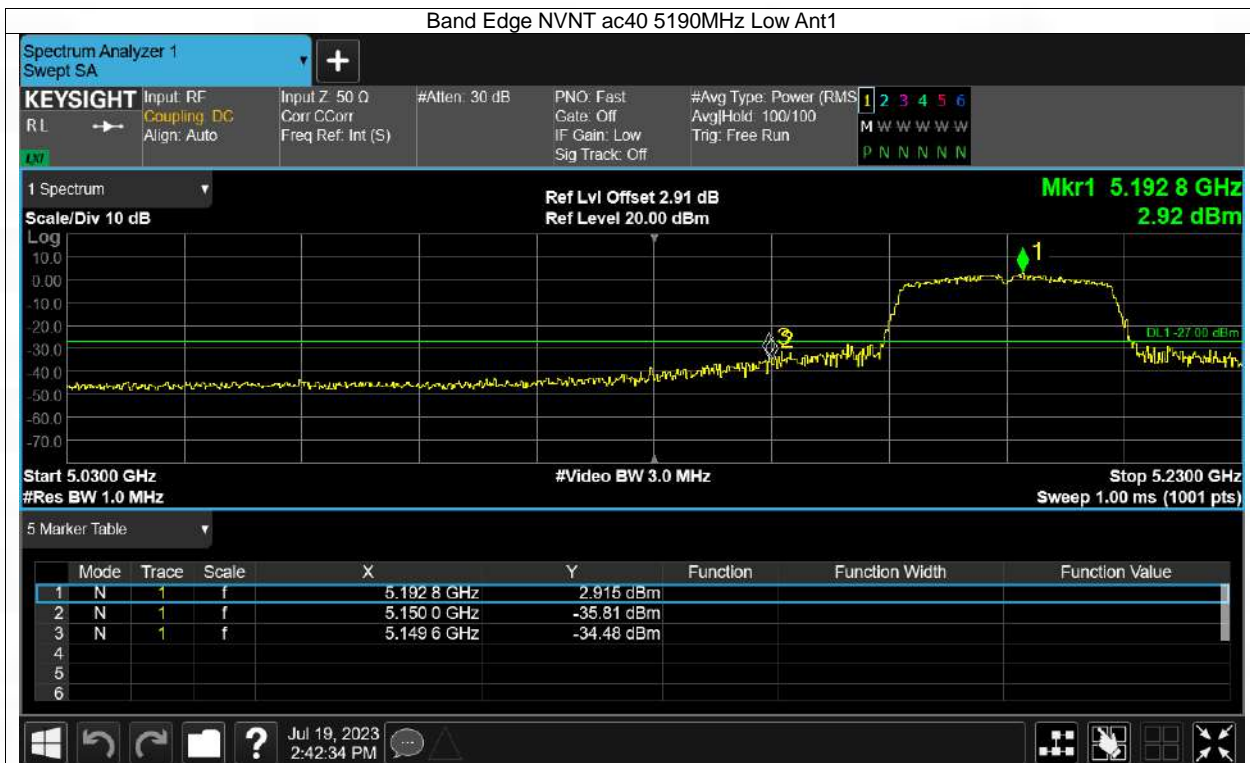 Band Edge NVNT ac40 5190MHz Low Ant1
Spectrum Analyzer 1
Swept SA
+
KEYSIGHT Input: RF Input Z: 50 Ω #Atten: 30 dB PNO: Fast #Avg Type: Power (RMS 1 2 3 4 5 6
RL Coupling: DC Corr CCorr Gate: Off Avg|Hold: 100/100 M W W W W W
Align: Auto Freq Ref: Int (S) IF Gain: Low Trig: Free Run P N N N N N
LXI Sig Track: Off
1 Spectrum Ref Lvl Offset 2.91 dB Mkr1 5.192 8 GHz
Scale/Div 10 dB Ref Level 20.00 dBm 2.92 dBm
Log
10.0 1
0.00
-10.0
-20.0 2 DL1 -27.00 dBm
-30.0
-40.0
-50.0
-60.0
-70.0
Start 5.0300 GHz #Video BW 3.0 MHz Stop 5.2300 GHz
#Res BW 1.0 MHz Sweep 1.00 ms (1001 pts)
5 Marker Table
Mode Trace Scale X Y Function Function Width Function Value
1 N 1 f 5.192 8 GHz 2.915 dBm
2 N 1 f 5.150 0 GHz -35.81 dBm
3 N 1 f 5.149 6 GHz -34.48 dBm
4
5
6
? Jul 19, 2023
2:42:34 PM